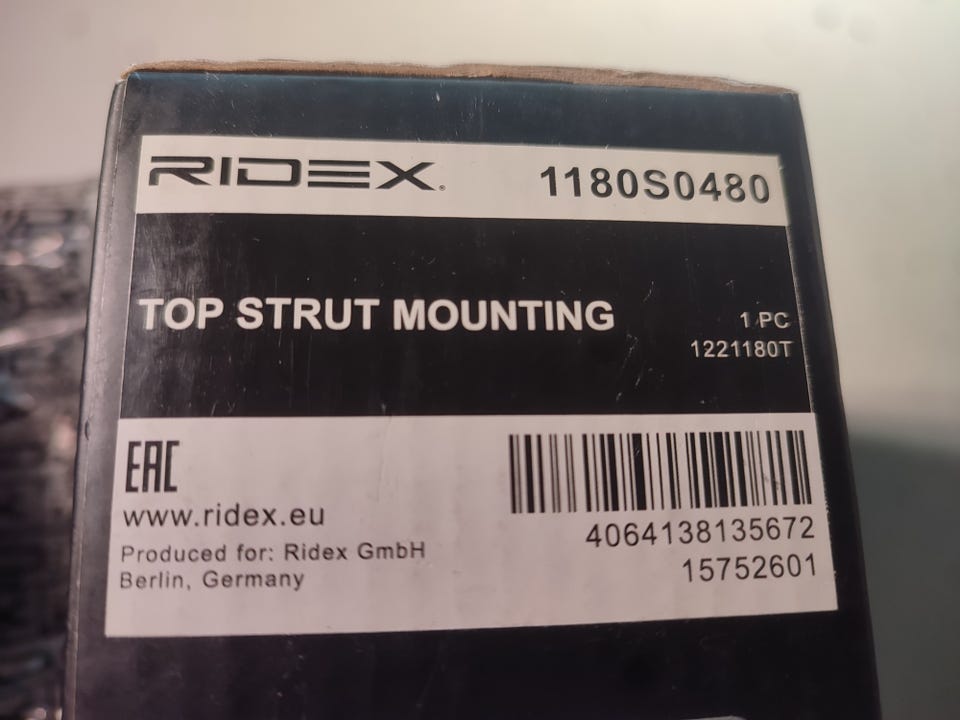 RIDEX®
1180S0480
TOP STRUT MOUNTING
1 PC
1221180T
EAC
www.ridex.eu
Produced for: Ridex GmbH
Berlin, Germany
4064138135672
15752601